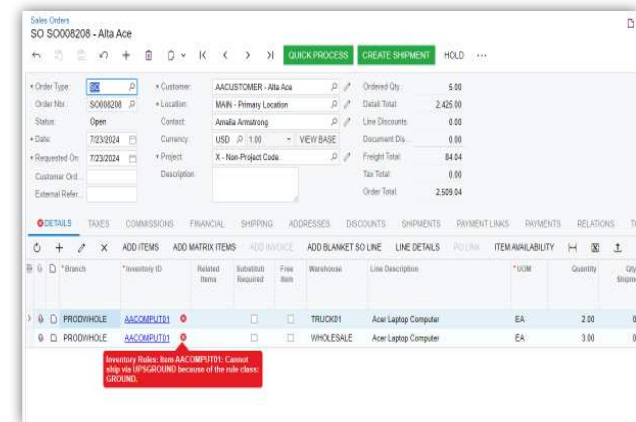 Sales Orders
SO SO008208 - Alta Ace
QUICK PROCESS CREATE SHIPMENT HOLD ...
* Order Type: SO * Customer: AACUSTOMER - Alta Ace Ordered Qty.: 5.00
Order Nbr.: SO008208 * Location: MAIN - Primary Location Detail Total: 2,425.00
Status: Open Contact: Amelia Armstrong Line Discounts: 0.00
* Date: 7/23/2024 Currency: USD 1.00 VIEW BASE Document Dis... 0.00
* Requested On: 7/23/2024 * Project: X - Non-Project Code. Freight Total: 84.04
Customer Ord... Description: Tax Total: 0.00
External Refer... Order Total: 2,509.04
DETAILS TAXES COMMISSIONS FINANCIAL SHIPPING ADDRESSES DISCOUNTS SHIPMENTS PAYMENT LINKS PAYMENTS RELATIONS
ADD ITEMS ADD MATRIX ITEMS ADD INVOICE ADD BLANKET SO LINE LINE DETAILS PO LINK ITEM AVAILABILITY
* Branch * Inventory ID Related Substituti Free Warehouse Line Description * UOM Quantity Qty.
Items Required Item Shipme
PRODWHOLE AACOMPUT01 TRUCK01 Acer Laptop Computer EA 2.00 0
PRODWHOLE AACOMPUT01 WHOLESALE Acer Laptop Computer EA 3.00 0
Inventory Rules: Item AACOMPUT01: Cannot
ship via UPSGROUND because of the rule class:
GROUND.